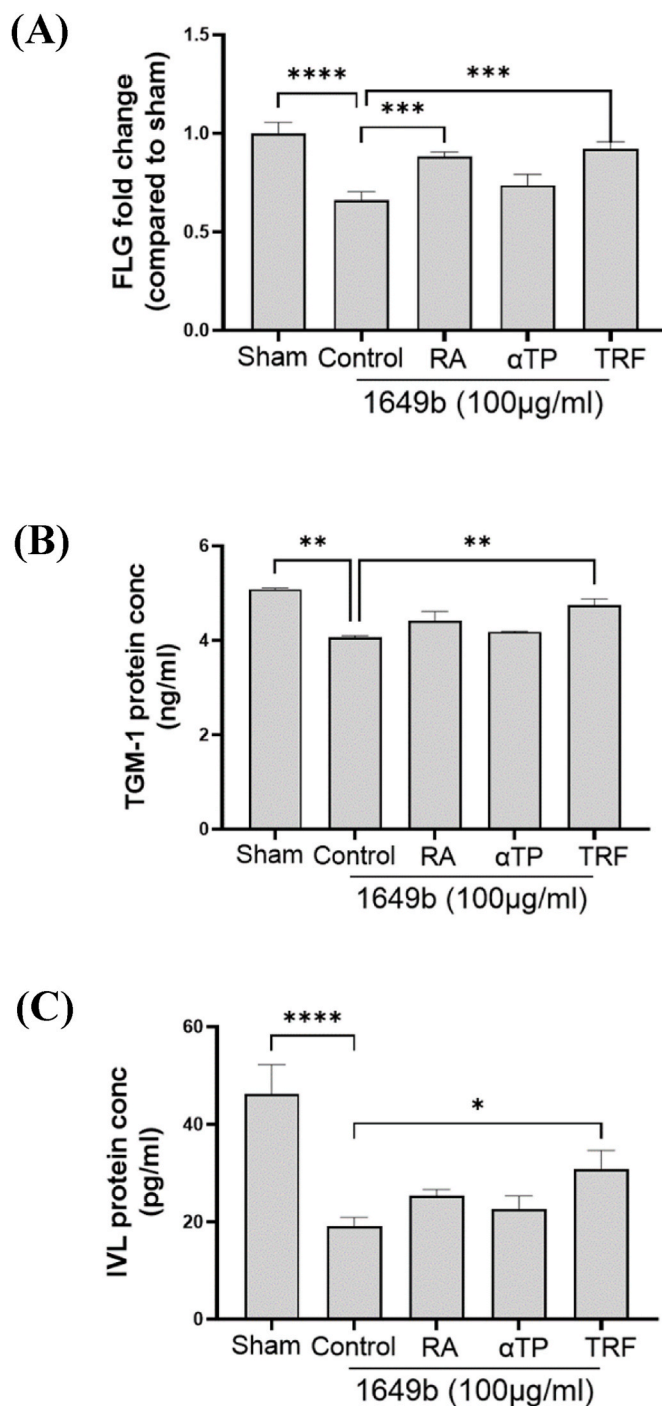 (A)
FLG fold change
(compared to sham)
1.5
1.0
0.5
0.0
****
***
***
Sham Control RA αTP TRF
1649b (100µg/ml)
(B)
TGM-1 protein conc
(ng/ml)
6
4
2
0
**
**
Sham Control RA αTP TRF
1649b (100µg/ml)
(C)
IVL protein conc
(pg/ml)
60
40
20
0
****
*
Sham Control RA αTP TRF
1649b (100µg/ml)